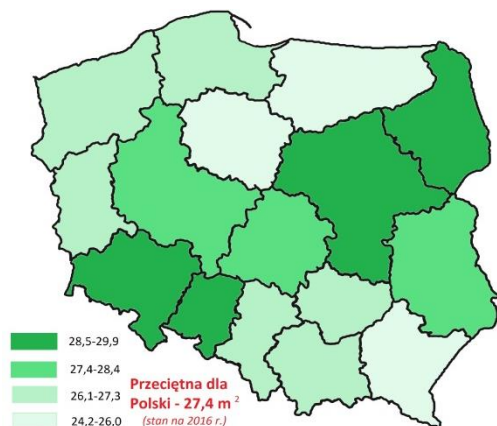 28,5-29,9
27,4-28,4
26,1-27,3
24,2-26,0
Przeciętna dla
Polski - 27,4 m ²
(stan na 2016 r.)